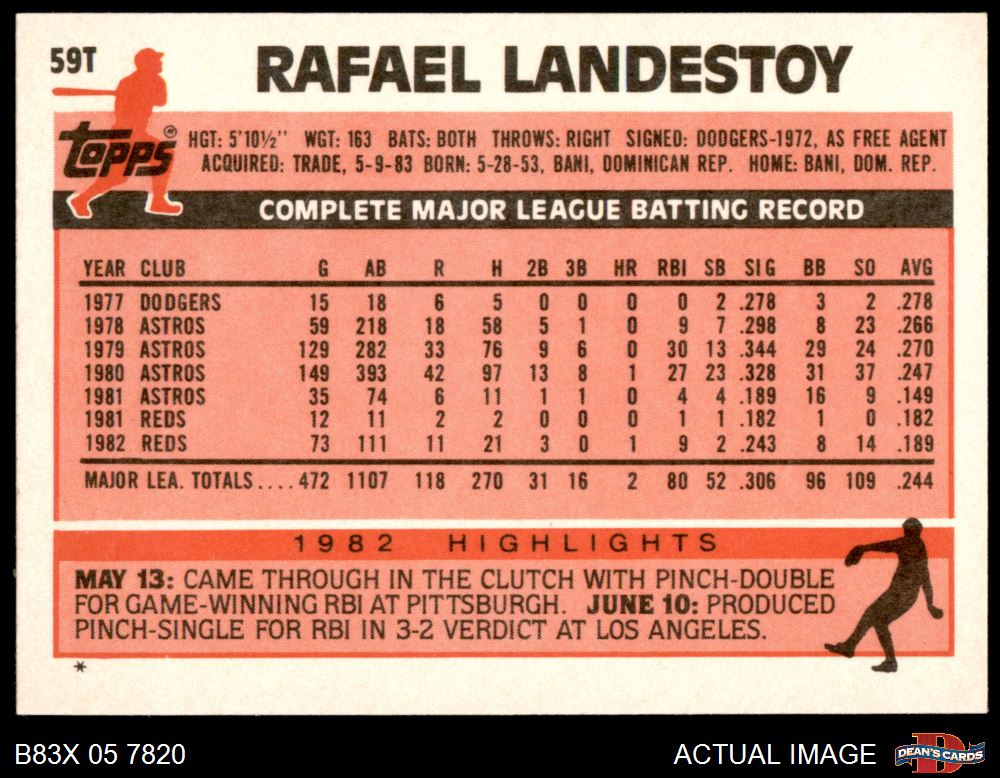 59T
RAFAEL LANDESTOY
topps®
HGT: 5'10½" WGT: 163 BATS: BOTH THROWS: RIGHT SIGNED: DODGERS-1972, AS FREE AGENT
ACQUIRED: TRADE, 5-9-83 BORN: 5-28-53, BANI, DOMINICAN REP. HOME: BANI, DOM. REP.
COMPLETE MAJOR LEAGUE BATTING RECORD
YEAR CLUB G AB R H 2B 3B HR RBI SB SLG BB SO AVG
1977 DODGERS 15 18 6 5 0 0 0 0 2 .278 3 2 .278
1978 ASTROS 59 218 18 58 5 1 0 9 7 .298 8 23 .266
1979 ASTROS 129 282 33 76 9 6 0 30 13 .344 29 24 .270
1980 ASTROS 149 393 42 97 13 8 1 27 23 .328 31 37 .247
1981 ASTROS 35 74 6 11 1 1 0 4 4 .189 16 9 .149
1981 REDS 12 11 2 2 0 0 0 1 1 .182 1 0 .182
1982 REDS 73 111 11 21 3 0 1 9 2 .243 8 14 .189
MAJOR LEA. TOTALS.... 472 1107 118 270 31 16 2 80 52 .306 96 109 .244
1982 HIGHLIGHTS
MAY 13: CAME THROUGH IN THE CLUTCH WITH PINCH-DOUBLE
FOR GAME-WINNING RBI AT PITTSBURGH. JUNE 10: PRODUCED
PINCH-SINGLE FOR RBI IN 3-2 VERDICT AT LOS ANGELES.
*
B83X 05 7820
ACTUAL IMAGE
D
DEAN'S CARDS